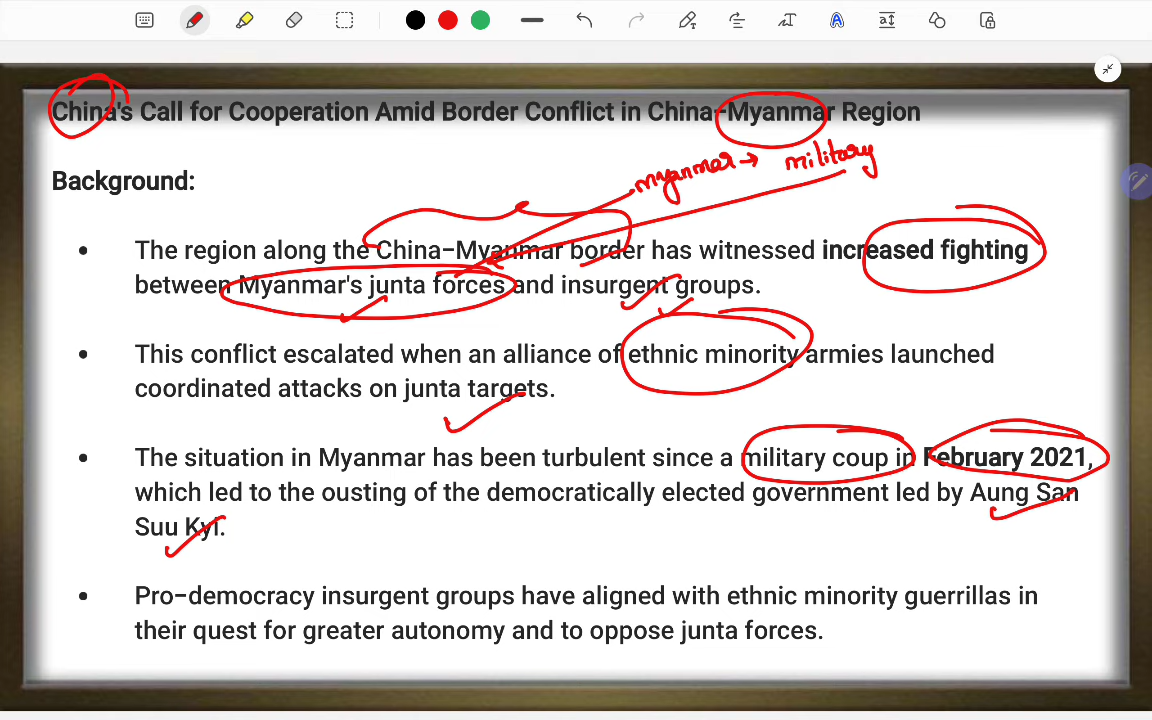 China's Call for Cooperation Amid Border Conflict in China-Myanmar Region
myanmar → military
Background:
• The region along the China-Myanmar border has witnessed increased fighting
between Myanmar's junta forces and insurgent groups.
• This conflict escalated when an alliance of ethnic minority armies launched
coordinated attacks on junta targets.
• The situation in Myanmar has been turbulent since a military coup in February 2021,
which led to the ousting of the democratically elected government led by Aung San
Suu Kyi.
• Pro-democracy insurgent groups have aligned with ethnic minority guerrillas in
their quest for greater autonomy and to oppose junta forces.